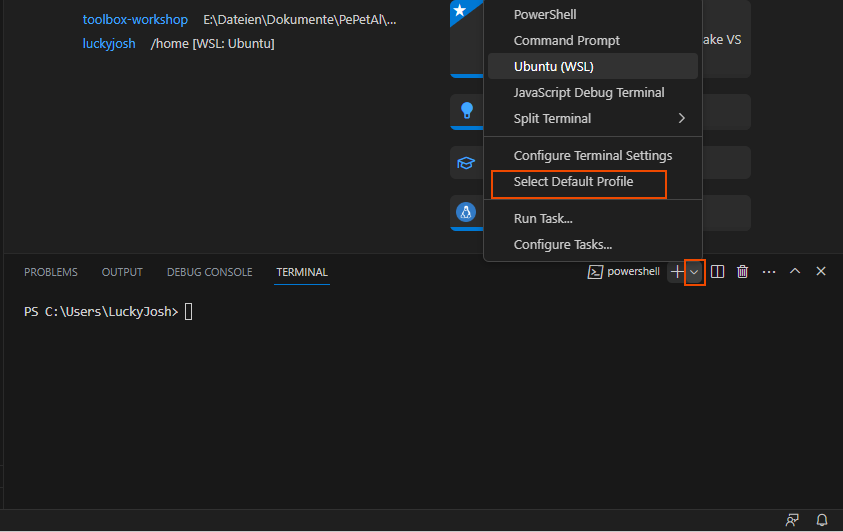 toolbox-workshop E:\Dateien\Dokumente\PePetAl\...
luckyjosh /home [WSL: Ubuntu]
ake VS
PowerShell
Command Prompt
Ubuntu (WSL)
JavaScript Debug Terminal
Split Terminal
Configure Terminal Settings
Select Default Profile
Run Task...
Configure Tasks...
PROBLEMS OUTPUT DEBUG CONSOLE TERMINAL powershell
PS C:\Users\LuckyJosh>